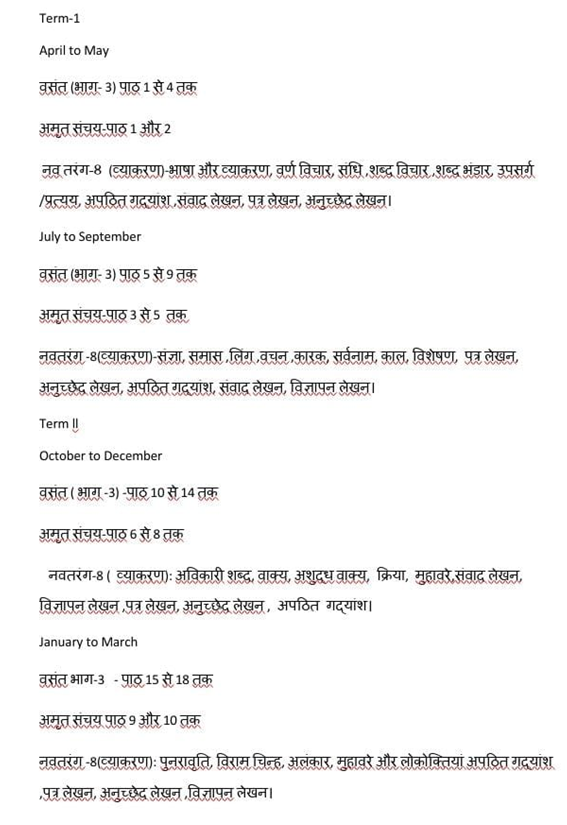 Term-1
April to May
वसंत (भाग- 3) पाठ 1 से 4 तक
अमृत संचय-पाठ 1 और 2
नव तरंग-8 (व्याकरण)-भाषा और व्याकरण, वर्ण विचार, संधि ,शब्द विचार ,शब्द भंडार, उपसर्ग
/प्रत्यय, अपठित गद्यांश ,संवाद लेखन, पत्र लेखन, अनुच्छेद लेखन।
July to September
वसंत (भाग- 3) पाठ 5 से 9 तक
अमृत संचय-पाठ 3 से 5 तक
नवतरंग -8(व्याकरण)-संज्ञा, समास ,लिंग ,वचन ,कारक, सर्वनाम, काल, विशेषण, पत्र लेखन,
अनुच्छेद लेखन, अपठित गद्यांश, संवाद लेखन, विज्ञापन लेखन।
Term ll
October to December
वसंत ( भाग -3) -पाठ 10 से 14 तक
अमृत संचय-पाठ 6 से 8 तक
नवतरंग-8 ( व्याकरण): अविकारी शब्द, वाक्य, अशुद्ध वाक्य, क्रिया, मुहावरे,संवाद लेखन,
विज्ञापन लेखन ,पत्र लेखन, अनुच्छेद लेखन , अपठित गद्यांश।
January to March
वसंत भाग-3 - पाठ 15 से 18 तक
अमृत संचय पाठ 9 और 10 तक
नवतरंग -8(व्याकरण): पुनरावृति, विराम चिन्ह, अलंकार, मुहावरे और लोकोक्तियां अपठित गद्यांश
,पत्र लेखन, अनुच्छेद लेखन ,विज्ञापन लेखन।